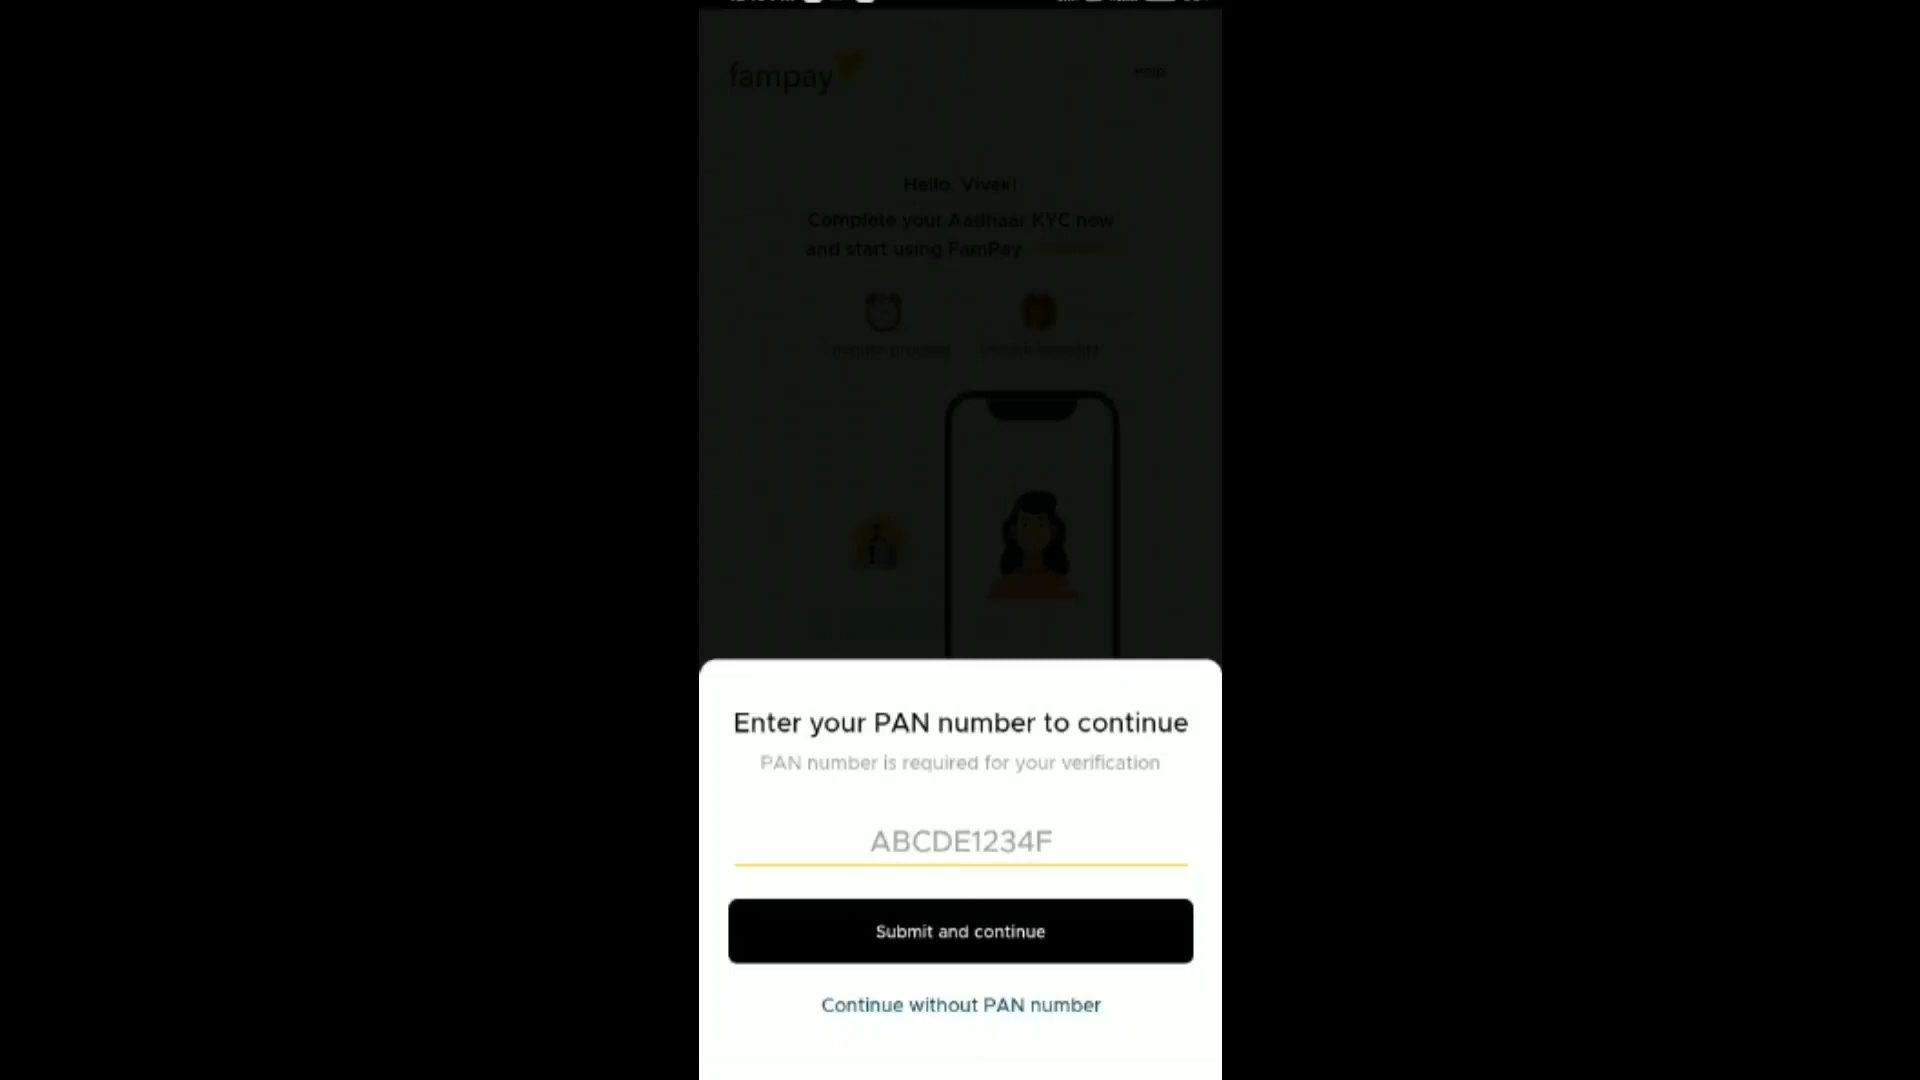 fampay
Help
Hello, Vivek!
Complete your Aadhaar KYC now
and start using FamPay
Enter your PAN number to continue
PAN number is required for your verification
ABCDE1234F
Submit and continue
Continue without PAN number